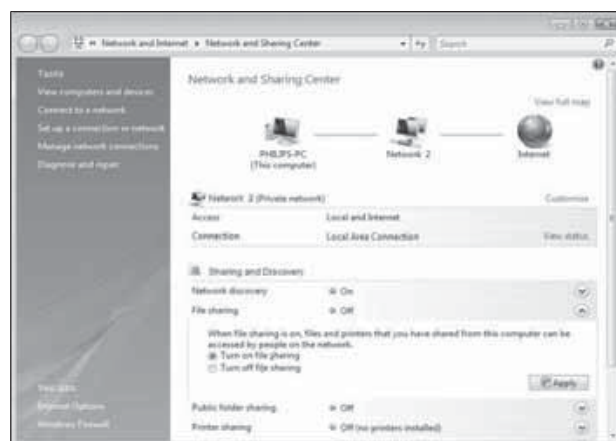 Network and Internet Network and Sharing Center
Search
Tasks
View computers and devices
Connect to a network
Set up a connection or network
Manage network connections
Diagnose and repair
Network and Sharing Center
View full map
PHILIPS-PC
(This computer)
Network 2
Internet
Network 2 (Private network)
Customize
Access
Local and Internet
Connection
Local Area Connection
View status
Sharing and Discovery
Network discovery
On
File sharing
Off
When file sharing is on, files and printers that you have shared from this computer can be
accessed by people on the network.
Turn on file sharing
Turn off file sharing
Apply
Public folder sharing
Off
Printer sharing
Off (no printers installed)
See also
Internet Options
Windows Firewall